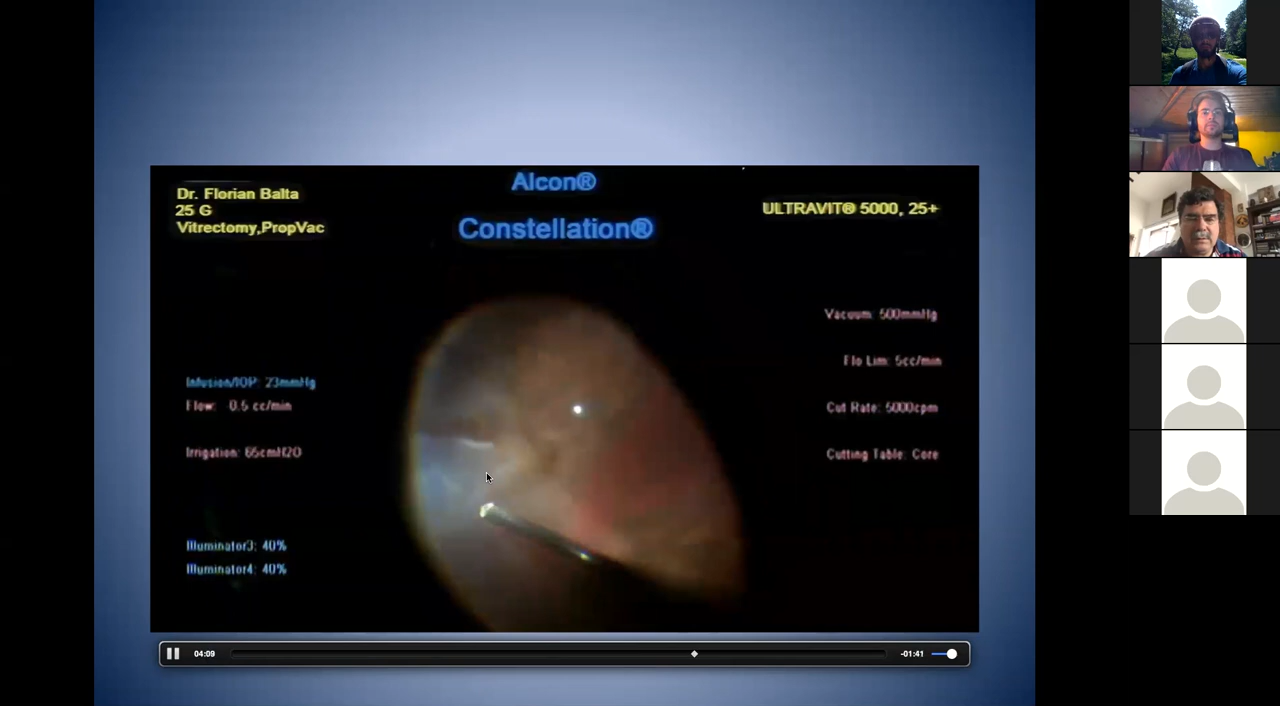 Dr. Florian Balta
25 G
Vitrectomy,PropVac
Alcon®
Constellation®
ULTRAVIT® 5000, 25+
Infusion/IOP: 23mmHg
Flow: 0.5 cc/min
Irrigation: 65cmH2O
Illuminator3: 40%
Illuminator4: 40%
Vacuum: 500mmHg
Flo Lim: 5cc/min
Cut Rate: 5000cpm
Cutting Table: Core
04:09
-01:41